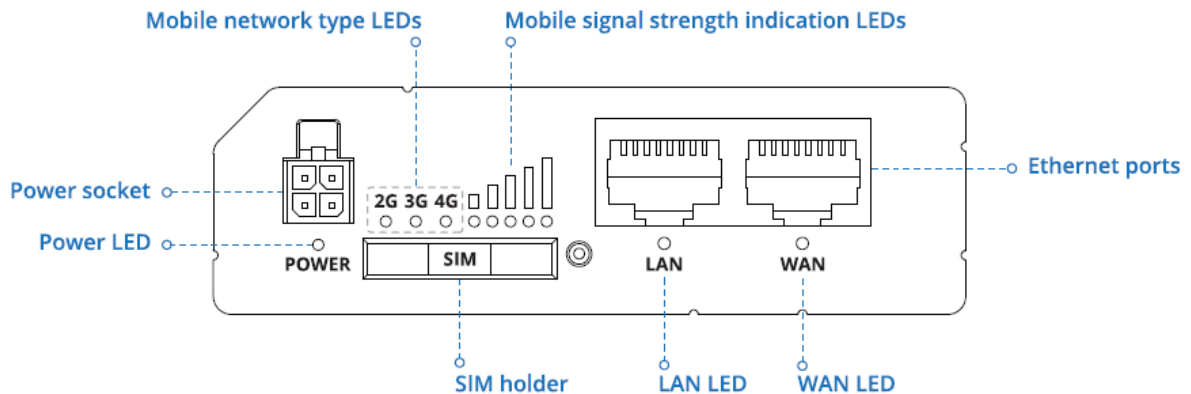 Mobile network type LEDs
Mobile signal strength indication LEDs
Ethernet ports
Power socket
2G 3G 4G
Power LED
POWER
SIM
LAN
WAN
SIM holder
LAN LED
WAN LED